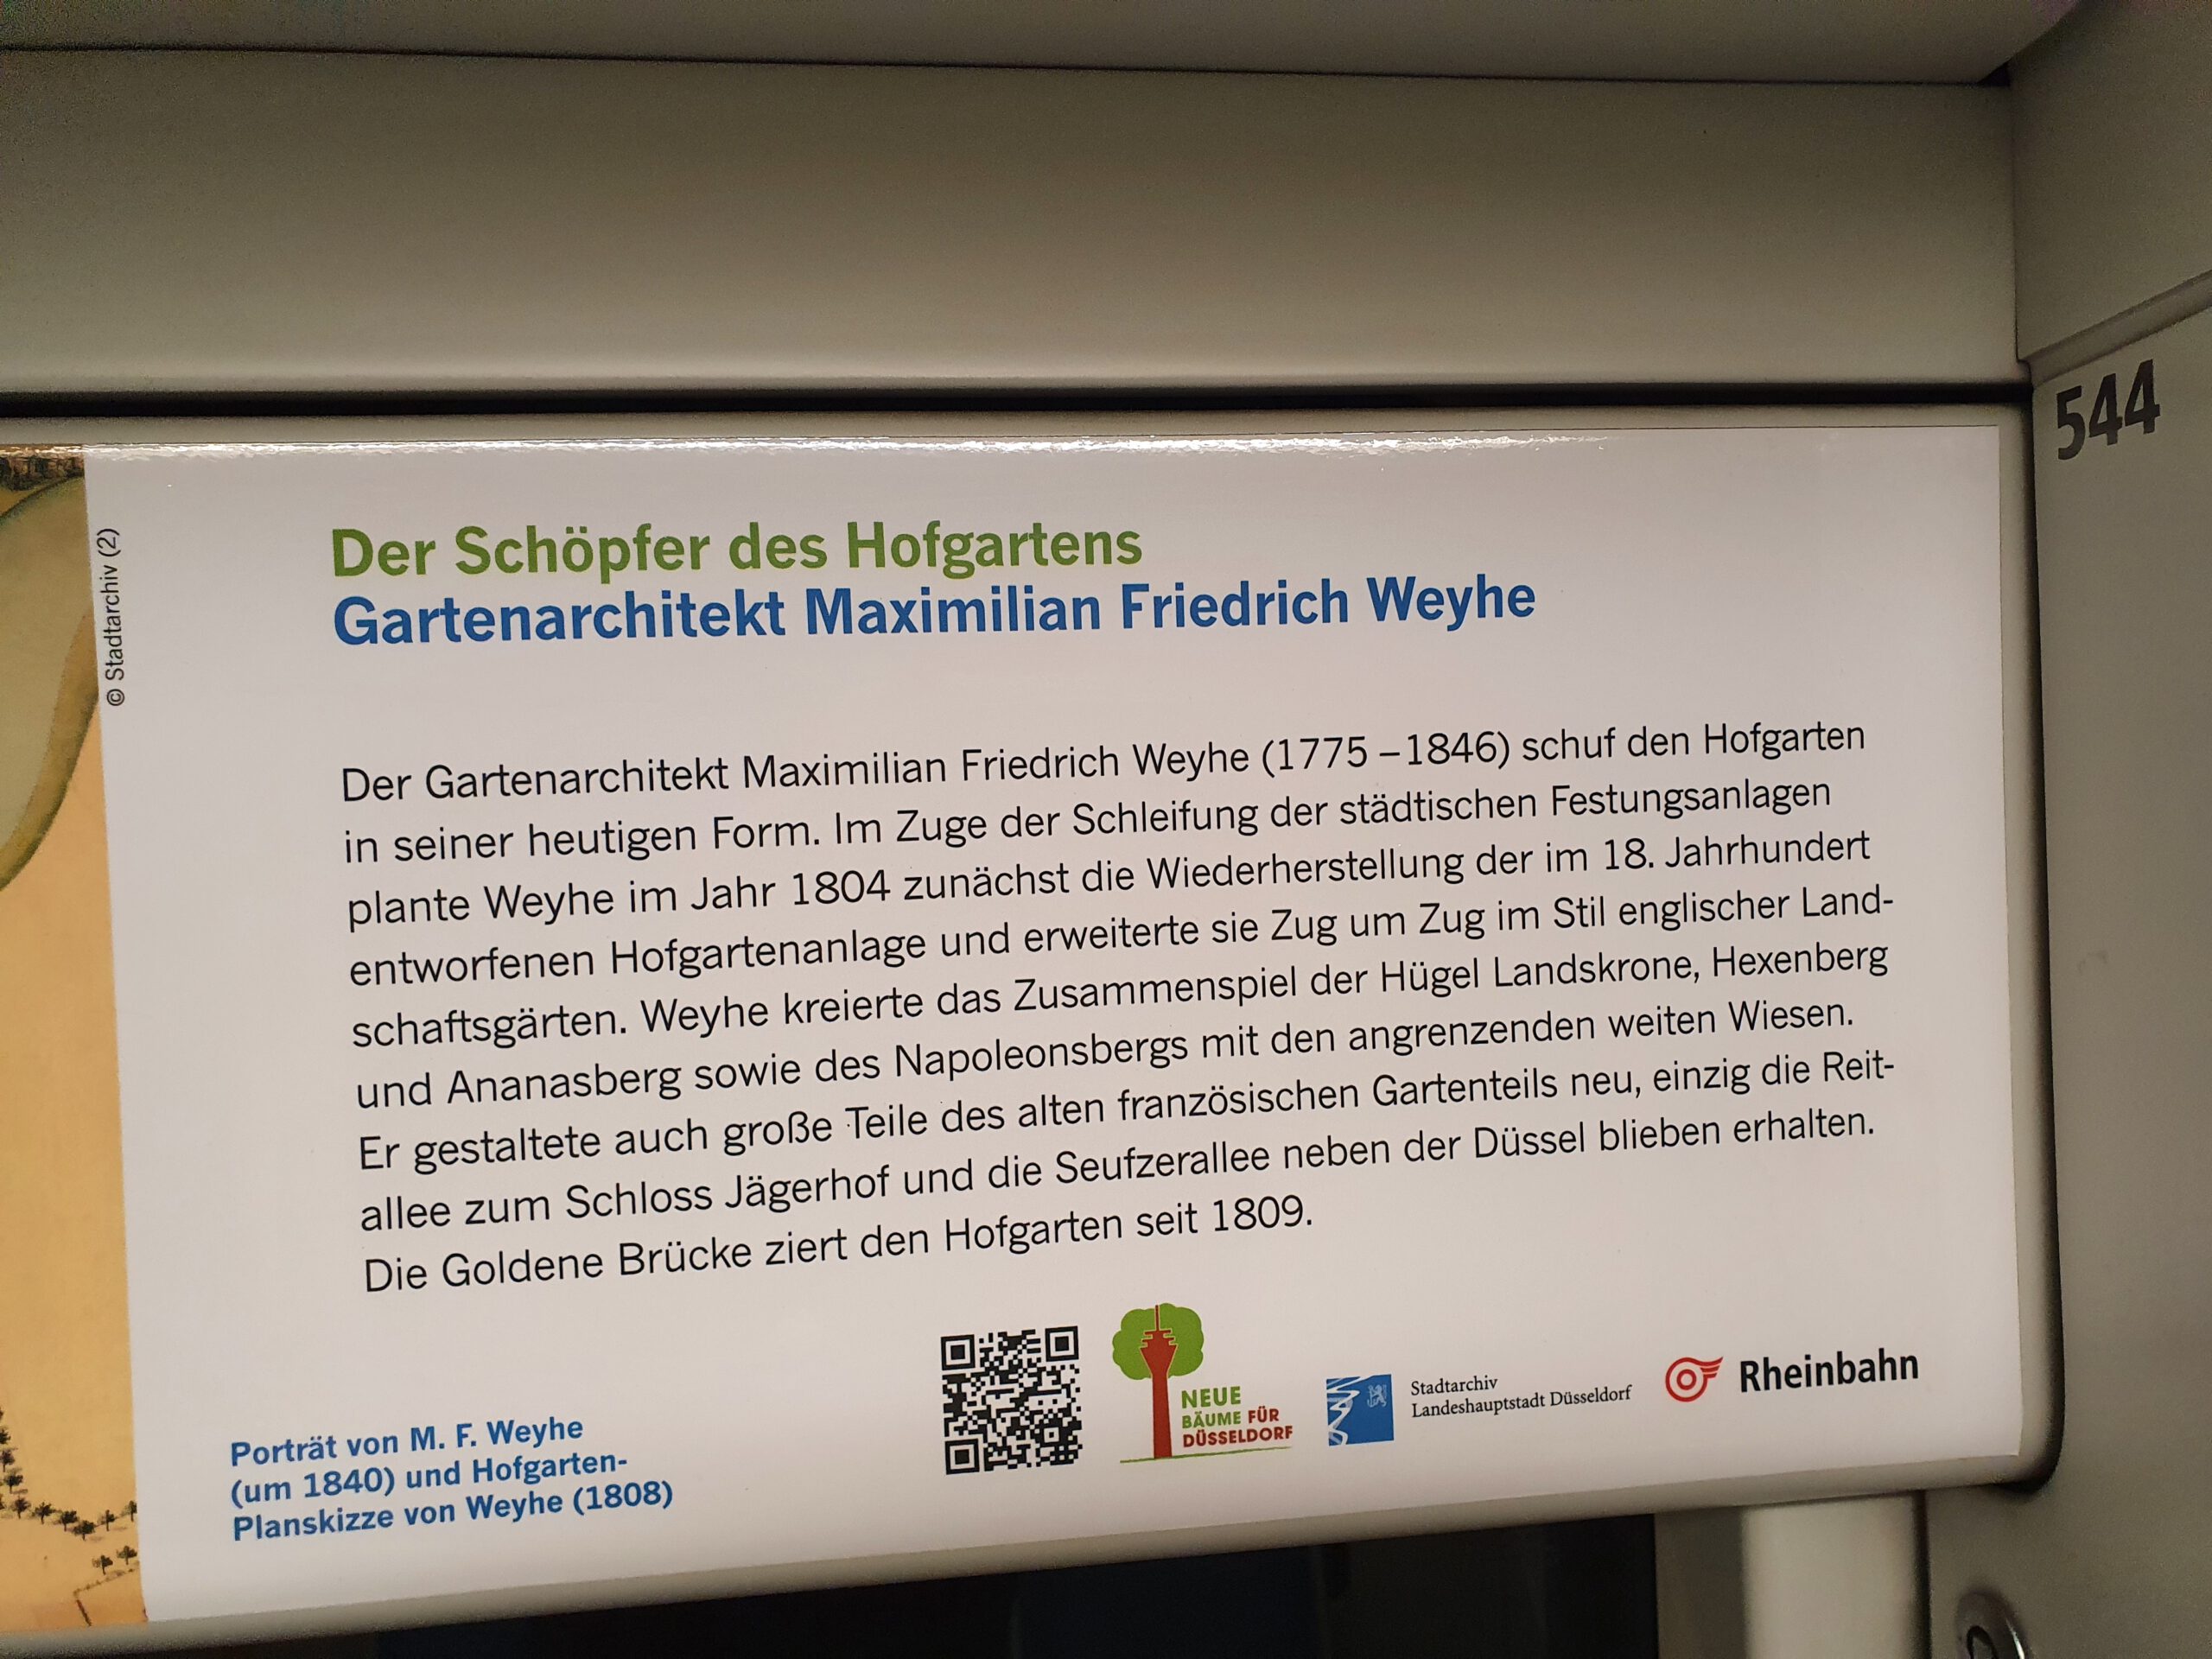 © Stadtarchiv (2)
Der Schöpfer des Hofgartens
Gartenarchitekt Maximilian Friedrich Weyhe
Der Gartenarchitekt Maximilian Friedrich Weyhe (1775 – 1846) schuf den Hofgarten
in seiner heutigen Form. Im Zuge der Schleifung der städtischen Festungsanlagen
plante Weyhe im Jahr 1804 zunächst die Wiederherstellung der im 18. Jahrhundert
entworfenen Hofgartenanlage und erweiterte sie Zug um Zug im Stil englischer Land-
schaftsgärten. Weyhe kreierte das Zusammenspiel der Hügel Landskrone, Hexenberg
und Ananasberg sowie des Napoleonsbergs mit den angrenzenden weiten Wiesen.
Er gestaltete auch große Teile des alten französischen Gartenteils neu, einzig die Reit-
allee zum Schloss Jägerhof und die Seufzerallee neben der Düssel blieben erhalten.
Die Goldene Brücke ziert den Hofgarten seit 1809.
Porträt von M. F. Weyhe
(um 1840) und Hofgarten-
Planskizze von Weyhe (1808)
NEUE
BÄUME FÜR
DÜSSELDORF
Stadtarchiv
Landeshauptstadt Düsseldorf
Rheinbahn
544